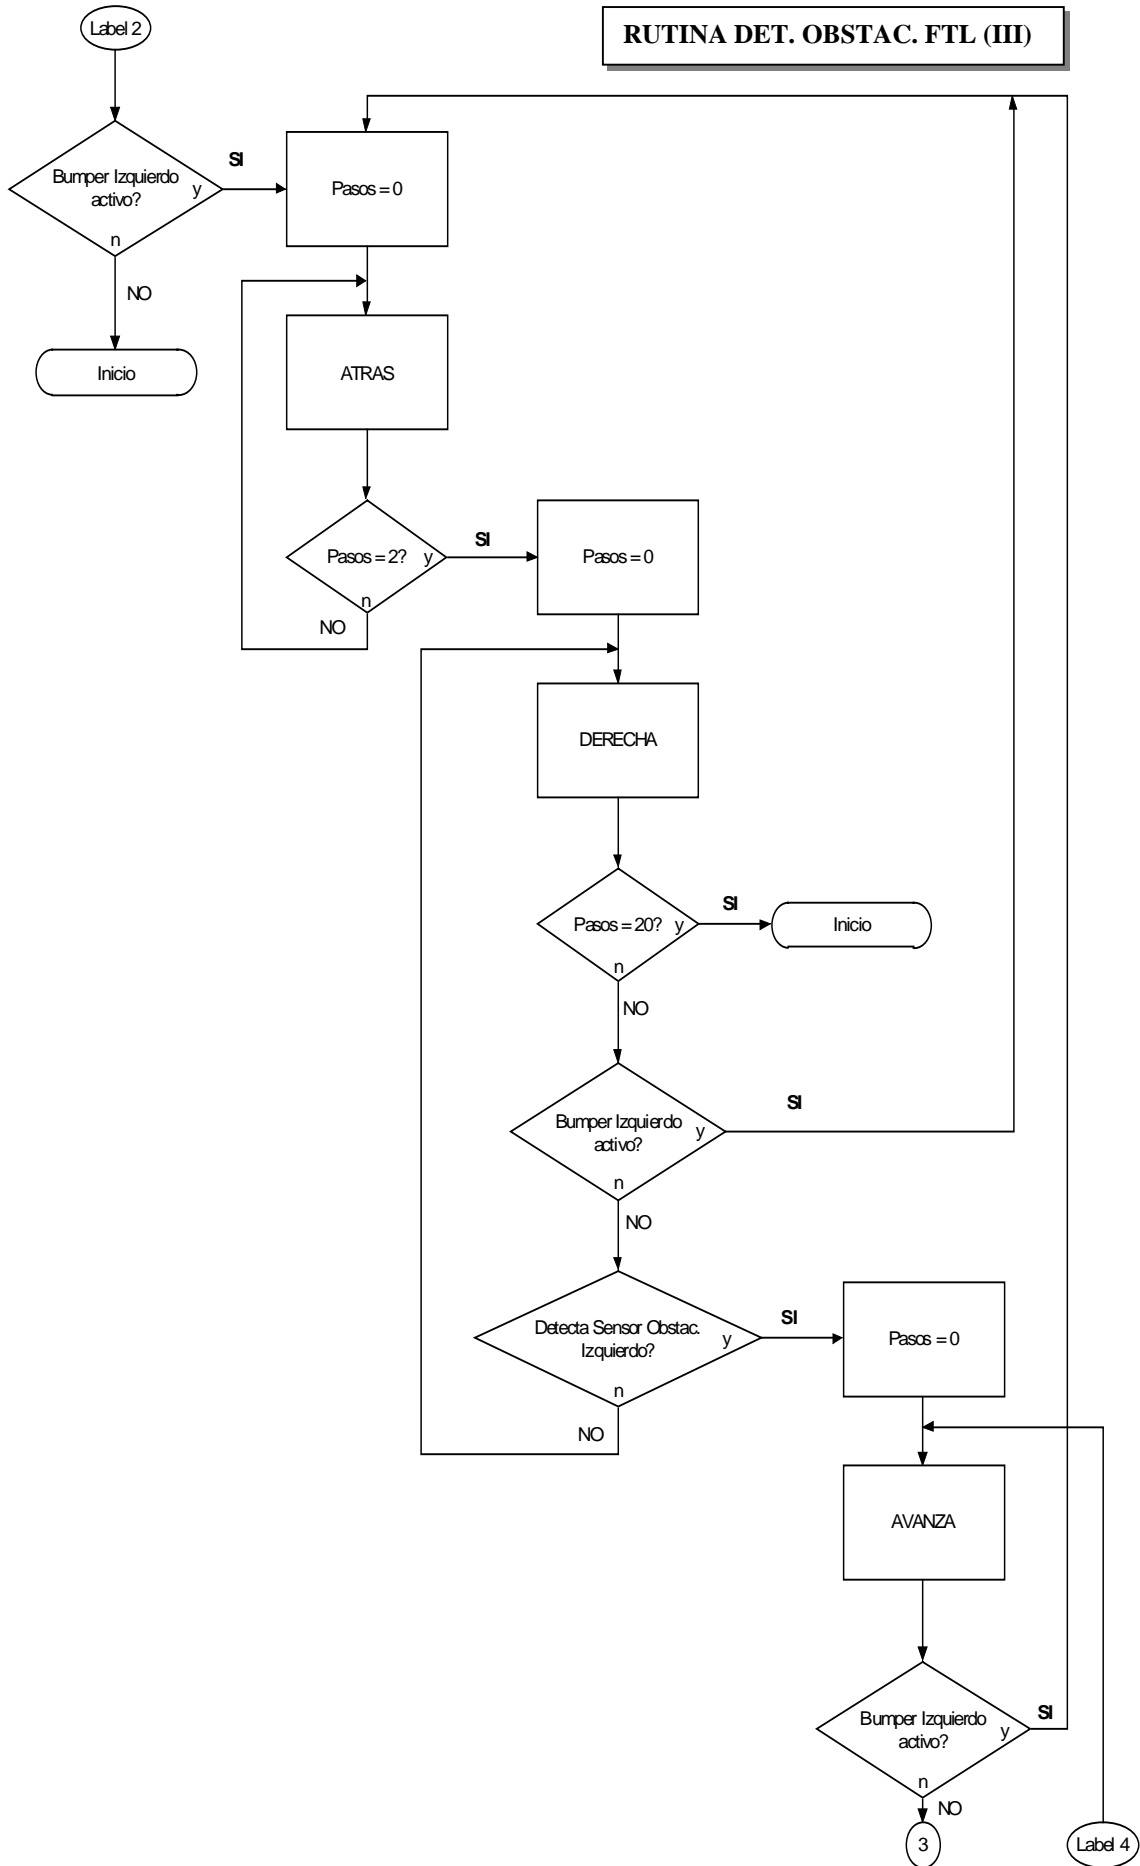 Label 2
RUTINA DET. OBSTAC. FTL (III)
Bumper Izquierdo
activo?
y
n
SI
NO
Inicio
Pasos = 0
ATRAS
Pasos = 2?
y
n
SI
NO
Pasos = 0
DERECHA
Pasos = 20?
y
n
SI
Inicio
NO
Bumper Izquierdo
activo?
y
n
SI
NO
Detecta Sensor Obstac.
Izquierdo?
y
n
SI
NO
Pasos = 0
AVANZA
Bumper Izquierdo
activo?
y
n
SI
NO
3
Label 4